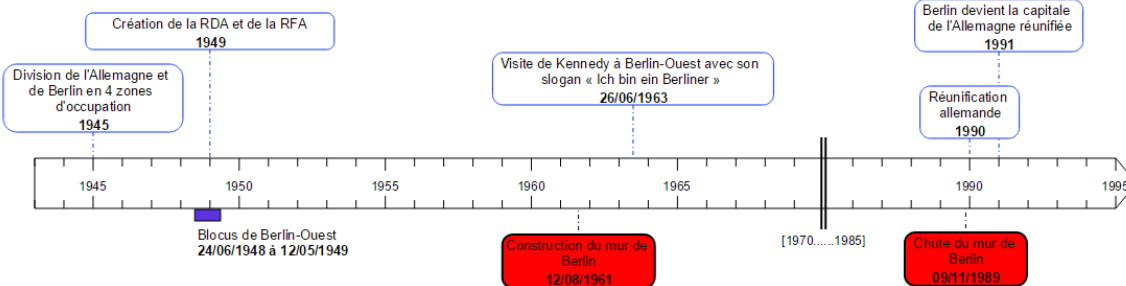 Création de la RDA et de la RFA
1949
Division de l'Allemagne et
de Berlin en 4 zones
d'occupation
1945
Visite de Kennedy à Berlin-Ouest avec son
slogan « Ich bin ein Berliner »
26/06/1963
Berlin devient la capitale
de l'Allemagne réunifiée
1991
Réunification
allemande
1990
1945 1950 1955 1960 1965 1990 1995
Blocus de Berlin-Ouest
24/06/1948 à 12/05/1949
Construction du mur de
Berlin
12/08/1961
[1970......1985]
Chute du mur de
Berlin
09/11/1989